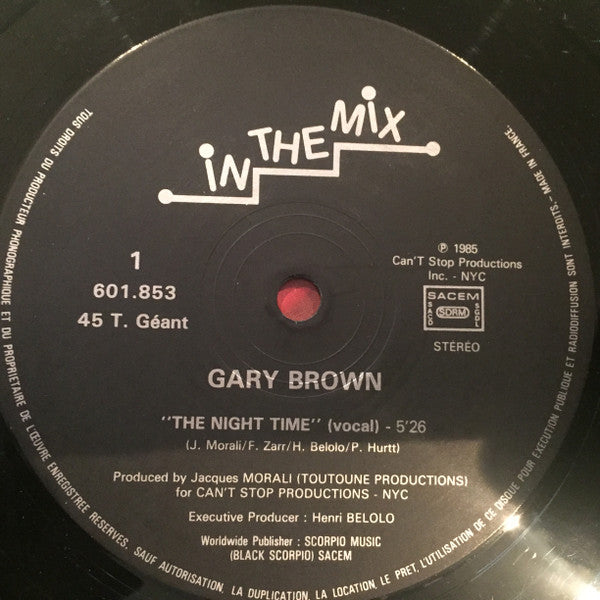 in THE MiX
1
601.853
45 T. Géant
℗ 1985
Can'T Stop Productions
Inc. - NYC
SACEM
SACD SDRM SGDL
STÉRÉO
GARY BROWN
"THE NIGHT TIME" (vocal) - 5'26
(J. Morali/F. Zarr/H. Belolo/P. Hurtt)
Produced by Jacques MORALI (TOUTOUNE PRODUCTIONS)
for CAN'T STOP PRODUCTIONS - NYC
Executive Producer : Henri BELOLO
Worldwide Publisher : SCORPIO MUSIC
(BLACK SCORPIO) SACEM
TOUS DROITS DU PRODUCTEUR PHONOGRAPHIQUE ET DU PROPRIETAIRE DE L'ŒUVRE ENREGISTREE RESERVES, SAUF AUTORISATION, LA DUPLICATION, LA LOCATION, LE PRET, L'UTILISATION DE CE DISQUE POUR EXECUTION PUBLIQUE ET RADIODIFFUSION SONT INTERDITS. - MADE IN FRANCE.